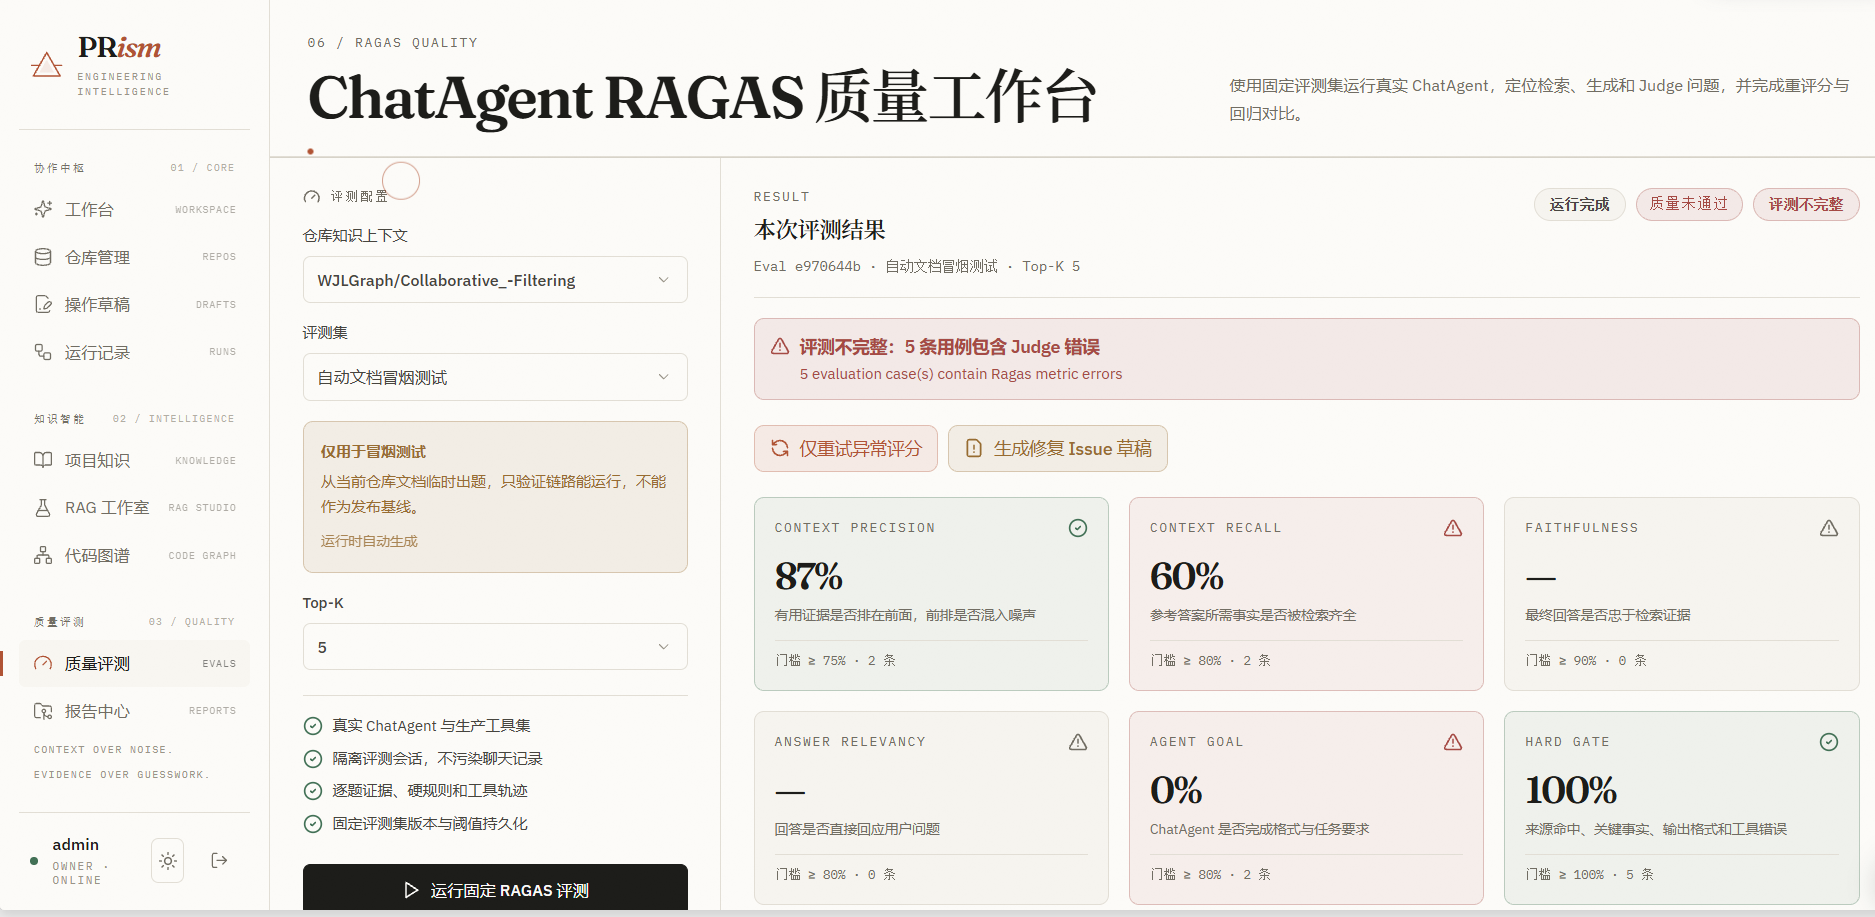 PRism
ENGINEERING
INTELLIGENCE
协作中枢 01 / CORE
工作台 WORKSPACE
仓库管理 REPOS
操作草稿 DRAFTS
运行记录 RUNS
知识智能 02 / INTELLIGENCE
项目知识 KNOWLEDGE
RAG 工作室 RAG STUDIO
代码图谱 CODE GRAPH
质量评测 03 / QUALITY
质量评测 EVALS
报告中心 REPORTS
CONTEXT OVER NOISE.
EVIDENCE OVER GUESSWORK.
admin
OWNER ·
ONLINE
06 / RAGAS QUALITY
ChatAgent RAGAS 质量工作台
使用固定评测集运行真实 ChatAgent，定位检索、生成和 Judge 问题，并完成重评分与
回归对比。
评测配置
仓库知识上下文
WJLGraph/Collaborative_-Filtering
评测集
自动文档冒烟测试
仅用于冒烟测试
从当前仓库文档临时出题，只验证链路能运行，不能
作为发布基线。
运行时自动生成
Top-K
5
真实 ChatAgent 与生产工具集
隔离评测会话，不污染聊天记录
逐题证据、硬规则和工具轨迹
固定评测集版本与阈值持久化
运行固定 RAGAS 评测
RESULT
本次评测结果
Eval e970644b · 自动文档冒烟测试 · Top-K 5
运行完成
质量未通过
评测不完整
评测不完整：5 条用例包含 Judge 错误
5 evaluation case(s) contain Ragas metric errors
仅重试异常评分
生成修复 Issue 草稿
CONTEXT PRECISION
87%
有用证据是否排在前面，前排是否混入噪声
门槛 ≥ 75% · 2 条
CONTEXT RECALL
60%
参考答案所需事实是否被检索齐全
门槛 ≥ 80% · 2 条
FAITHFULNESS
—
最终回答是否忠于检索证据
门槛 ≥ 90% · 0 条
ANSWER RELEVANCY
—
回答是否直接回应用户问题
门槛 ≥ 80% · 0 条
AGENT GOAL
0%
ChatAgent 是否完成格式与任务要求
门槛 ≥ 80% · 2 条
HARD GATE
100%
来源命中、关键事实、输出格式和工具错误
门槛 ≥ 100% · 5 条